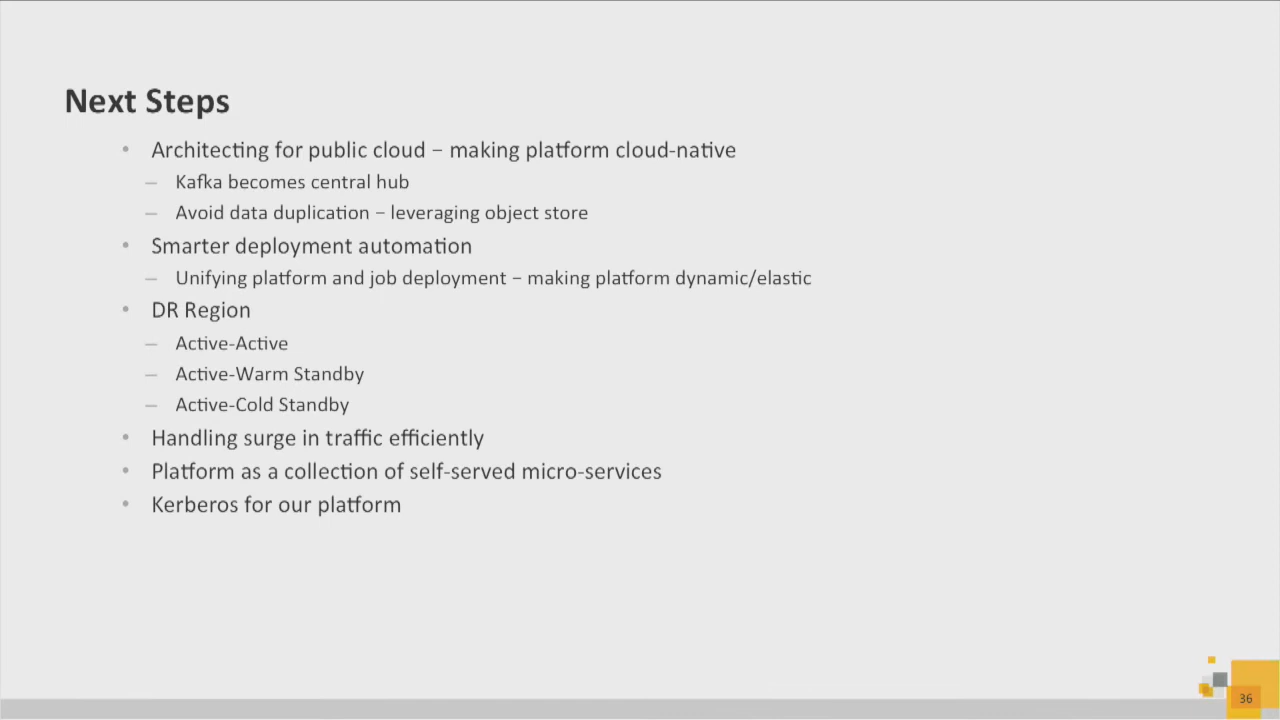 Next Steps
• Architecting for public cloud – making platform cloud-native
– Kafka becomes central hub
– Avoid data duplication – leveraging object store
• Smarter deployment automation
– Unifying platform and job deployment – making platform dynamic/elastic
• DR Region
– Active-Active
– Active-Warm Standby
– Active-Cold Standby
• Handling surge in traffic efficiently
• Platform as a collection of self-served micro-services
• Kerberos for our platform
36